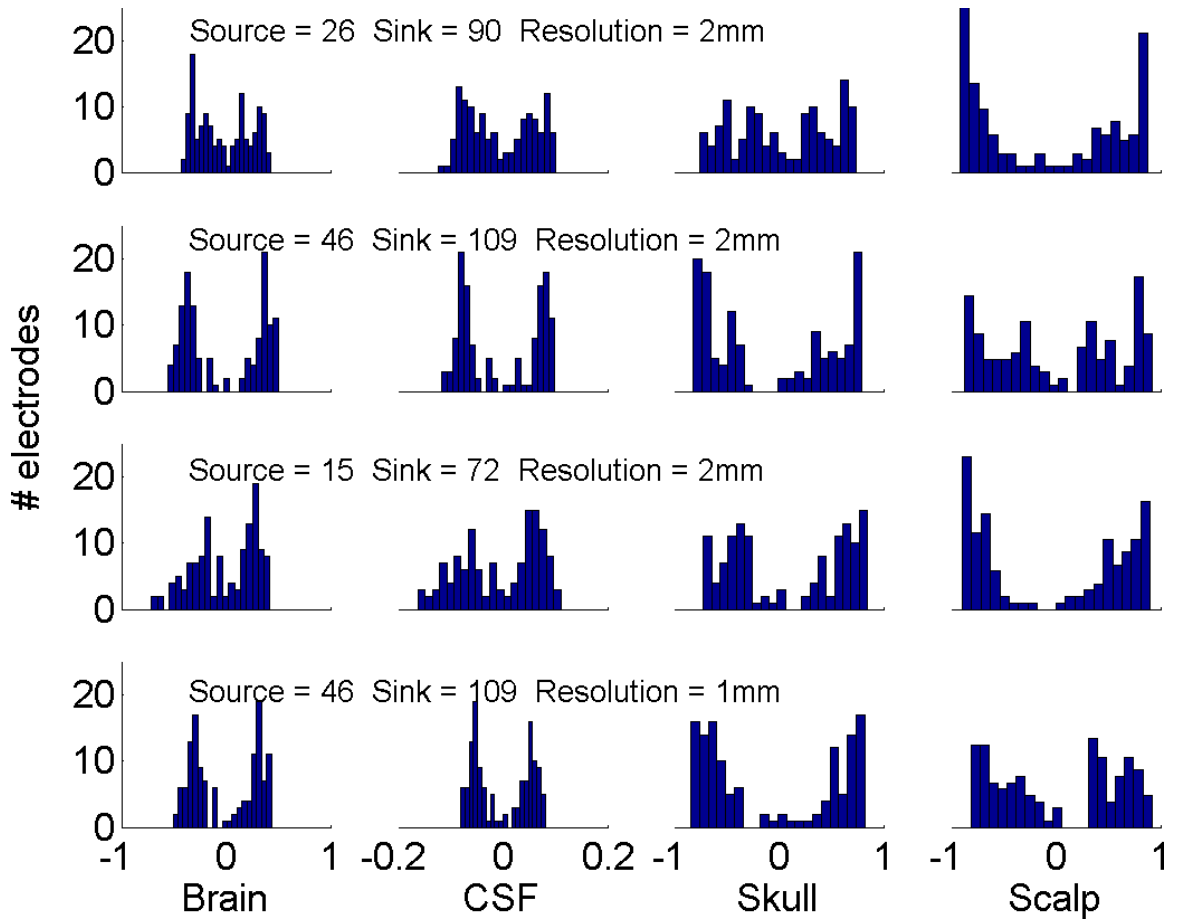 Source = 26 Sink = 90 Resolution = 2mm
20
10
0
Source = 46 Sink = 109 Resolution = 2mm
20
10
0
# electrodes
Source = 15 Sink = 72 Resolution = 2mm
20
10
0
Source = 46 Sink = 109 Resolution = 1mm
20
10
0
-1 0 1 -0.2 0 0.2 -1 0 1 -1 0 1
Brain CSF Skull Scalp